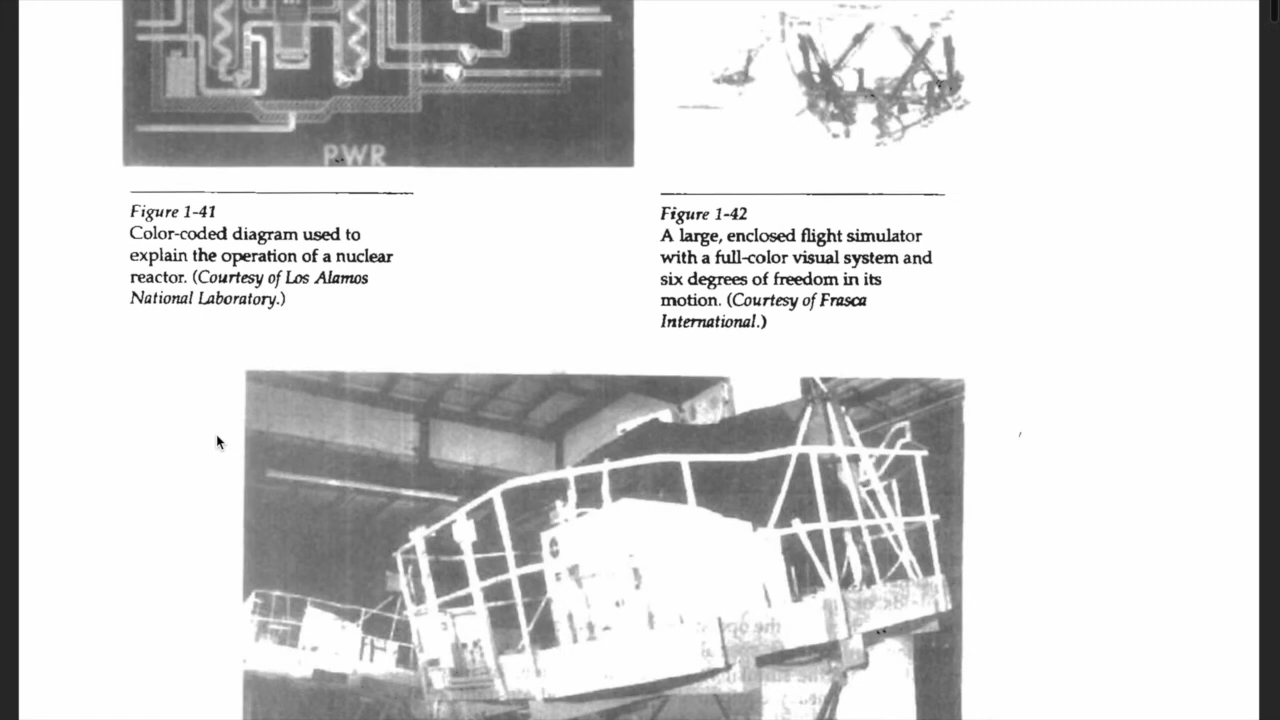 PWR
Figure 1-41
Color-coded diagram used to
explain the operation of a nuclear
reactor. (Courtesy of Los Alamos
National Laboratory.)
Figure 1-42
A large, enclosed flight simulator
with a full-color visual system and
six degrees of freedom in its
motion. (Courtesy of Frasca
International.)